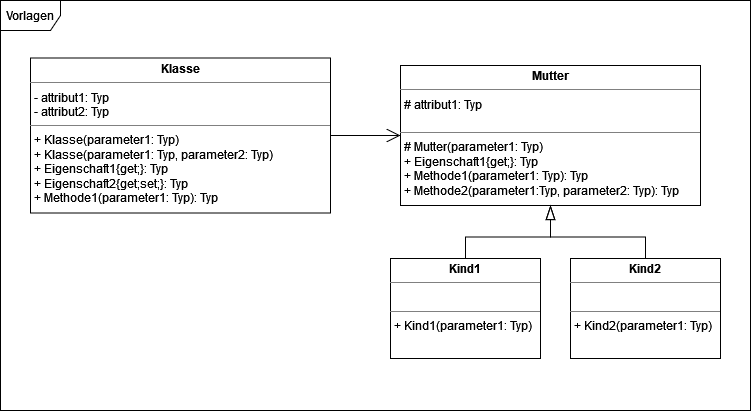 Vorlagen
Klasse
- attribut1: Typ
- attribut2: Typ
+ Klasse(parameter1: Typ)
+ Klasse(parameter1: Typ, parameter2: Typ)
+ Eigenschaft1{get;}: Typ
+ Eigenschaft2{get;set;}: Typ
+ Methode1(parameter1: Typ): Typ
Mutter
# attribut1: Typ
# Mutter(parameter1: Typ)
+ Eigenschaft1{get;}: Typ
+ Methode1(parameter1: Typ): Typ
+ Methode2(parameter1:Typ, parameter2: Typ): Typ
Kind1
+ Kind1(parameter1: Typ)
Kind2
+ Kind2(parameter1: Typ)